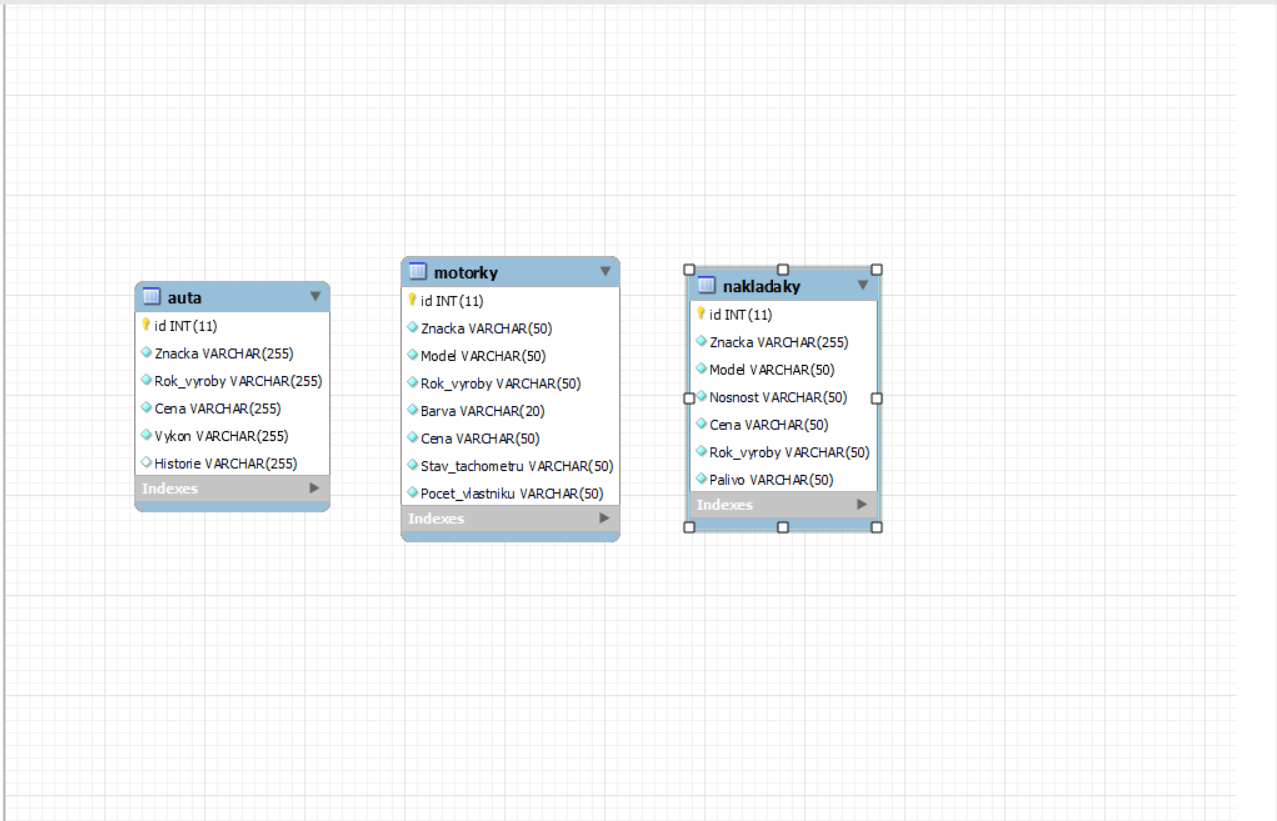 auta
id INT(11)
Znacka VARCHAR(255)
Rok_vyroby VARCHAR(255)
Cena VARCHAR(255)
Vykon VARCHAR(255)
Historie VARCHAR(255)
Indexes
motorky
id INT(11)
Znacka VARCHAR(50)
Model VARCHAR(50)
Rok_vyroby VARCHAR(50)
Barva VARCHAR(20)
Cena VARCHAR(50)
Stav_tachometru VARCHAR(50)
Pocet_vlastniku VARCHAR(50)
Indexes
nakladaky
id INT(11)
Znacka VARCHAR(255)
Model VARCHAR(50)
Nosnost VARCHAR(50)
Cena VARCHAR(50)
Rok_vyroby VARCHAR(50)
Palivo VARCHAR(50)
Indexes